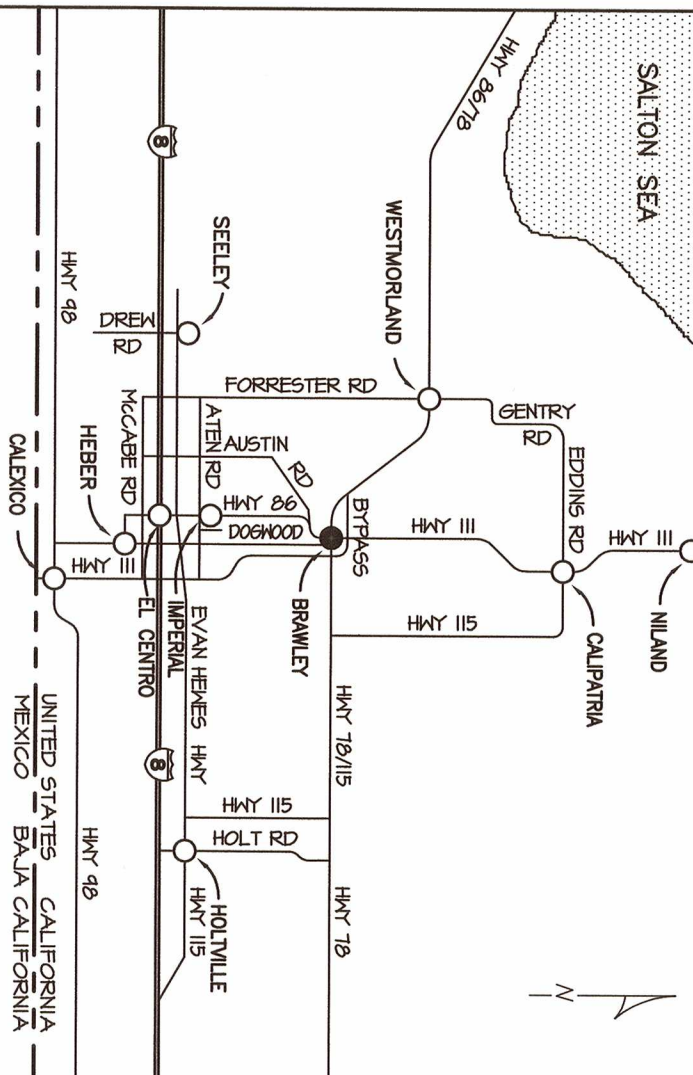 SALTON SEA
HWY 86/78
WESTMORLAND
NILAND
HWY 111
CALIPATRIA
EDDINS RD
GENTRY
RD
HWY 111
HWY 115
FORRESTER RD
BYPASS
BRAWLEY
HWY 78/115
HWY 78
SEELEY
DREW
RD
AUSTIN
RD
ATEN RD
HWY 86
DOGWOOD
IMPERIAL
EVAN HEWES HWY
HWY 115
HOLT RD
HOLTVILLE
HWY 115
8
8
EL CENTRO
McCABE RD
HEBER
HWY 111
CALEXICO
HWY 98
HWY 98
UNITED STATES CALIFORNIA
MEXICO BAJA CALIFORNIA
N